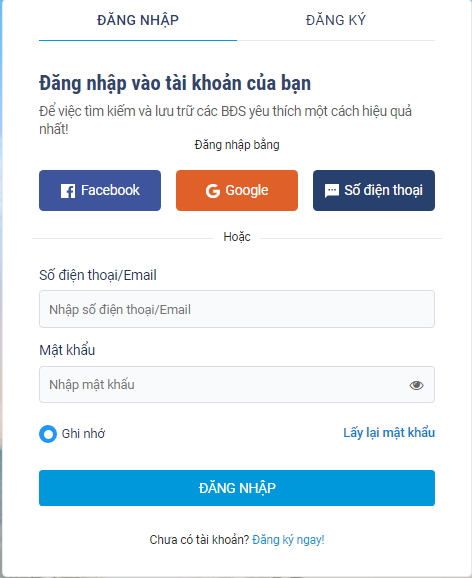 ĐĂNG NHẬP ĐĂNG KÝ
Đăng nhập vào tài khoản của bạn
Để việc tìm kiếm và lưu trữ các BĐS yêu thích một cách hiệu quả
nhất!
Đăng nhập bằng
Facebook Google Số điện thoại
Hoặc
Số điện thoại/Email
Nhập số điện thoại/Email
Mật khẩu
Nhập mật khẩu
Ghi nhớ Lấy lại mật khẩu
ĐĂNG NHẬP
Chưa có tài khoản? Đăng ký ngay!